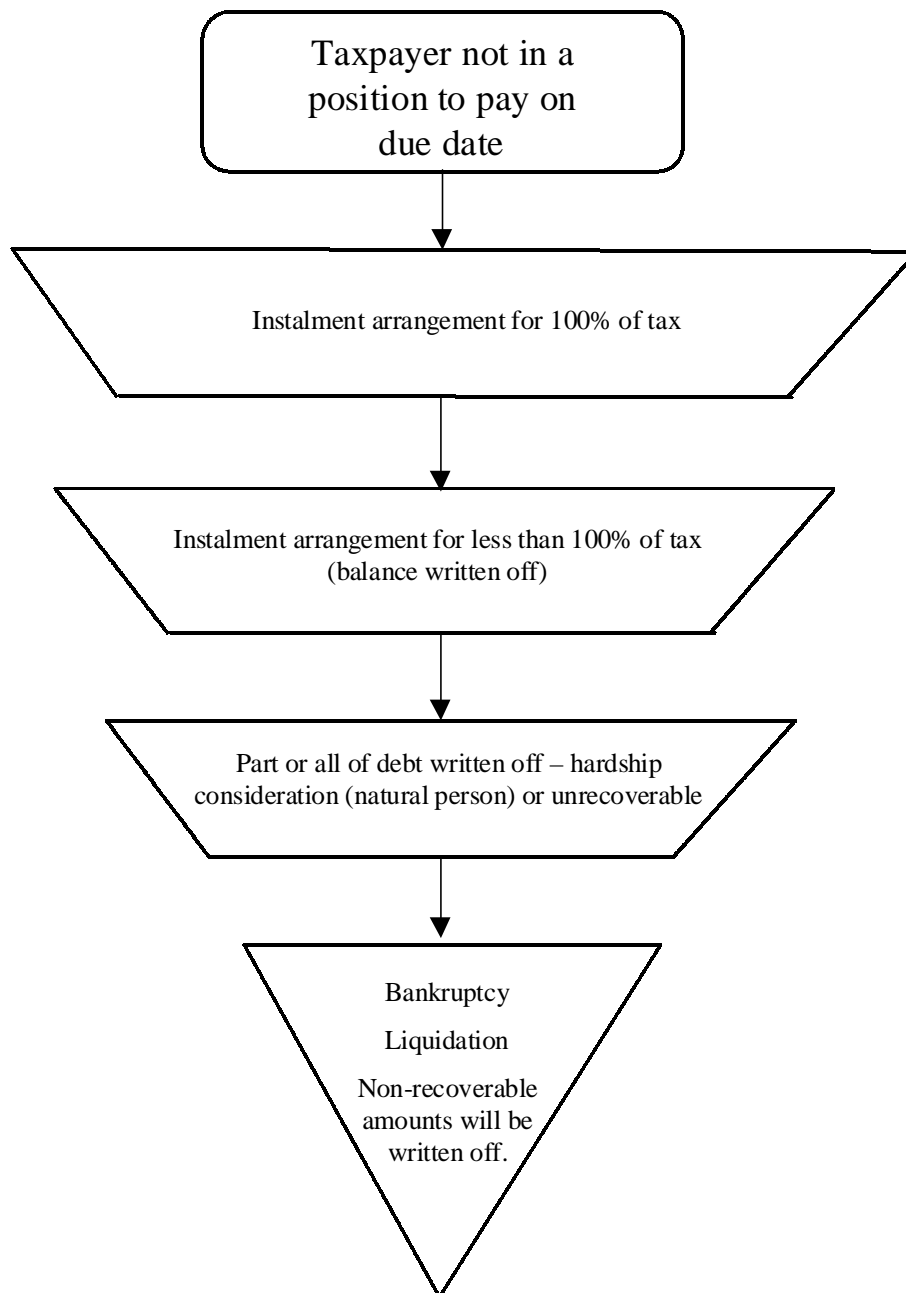 Taxpayer not in a
position to pay on
due date
Instalment arrangement for 100% of tax
Instalment arrangement for less than 100% of tax
(balance written off)
Part or all of debt written off – hardship
consideration (natural person) or unrecoverable
Bankruptcy
Liquidation
Non-recoverable
amounts will be
written off.